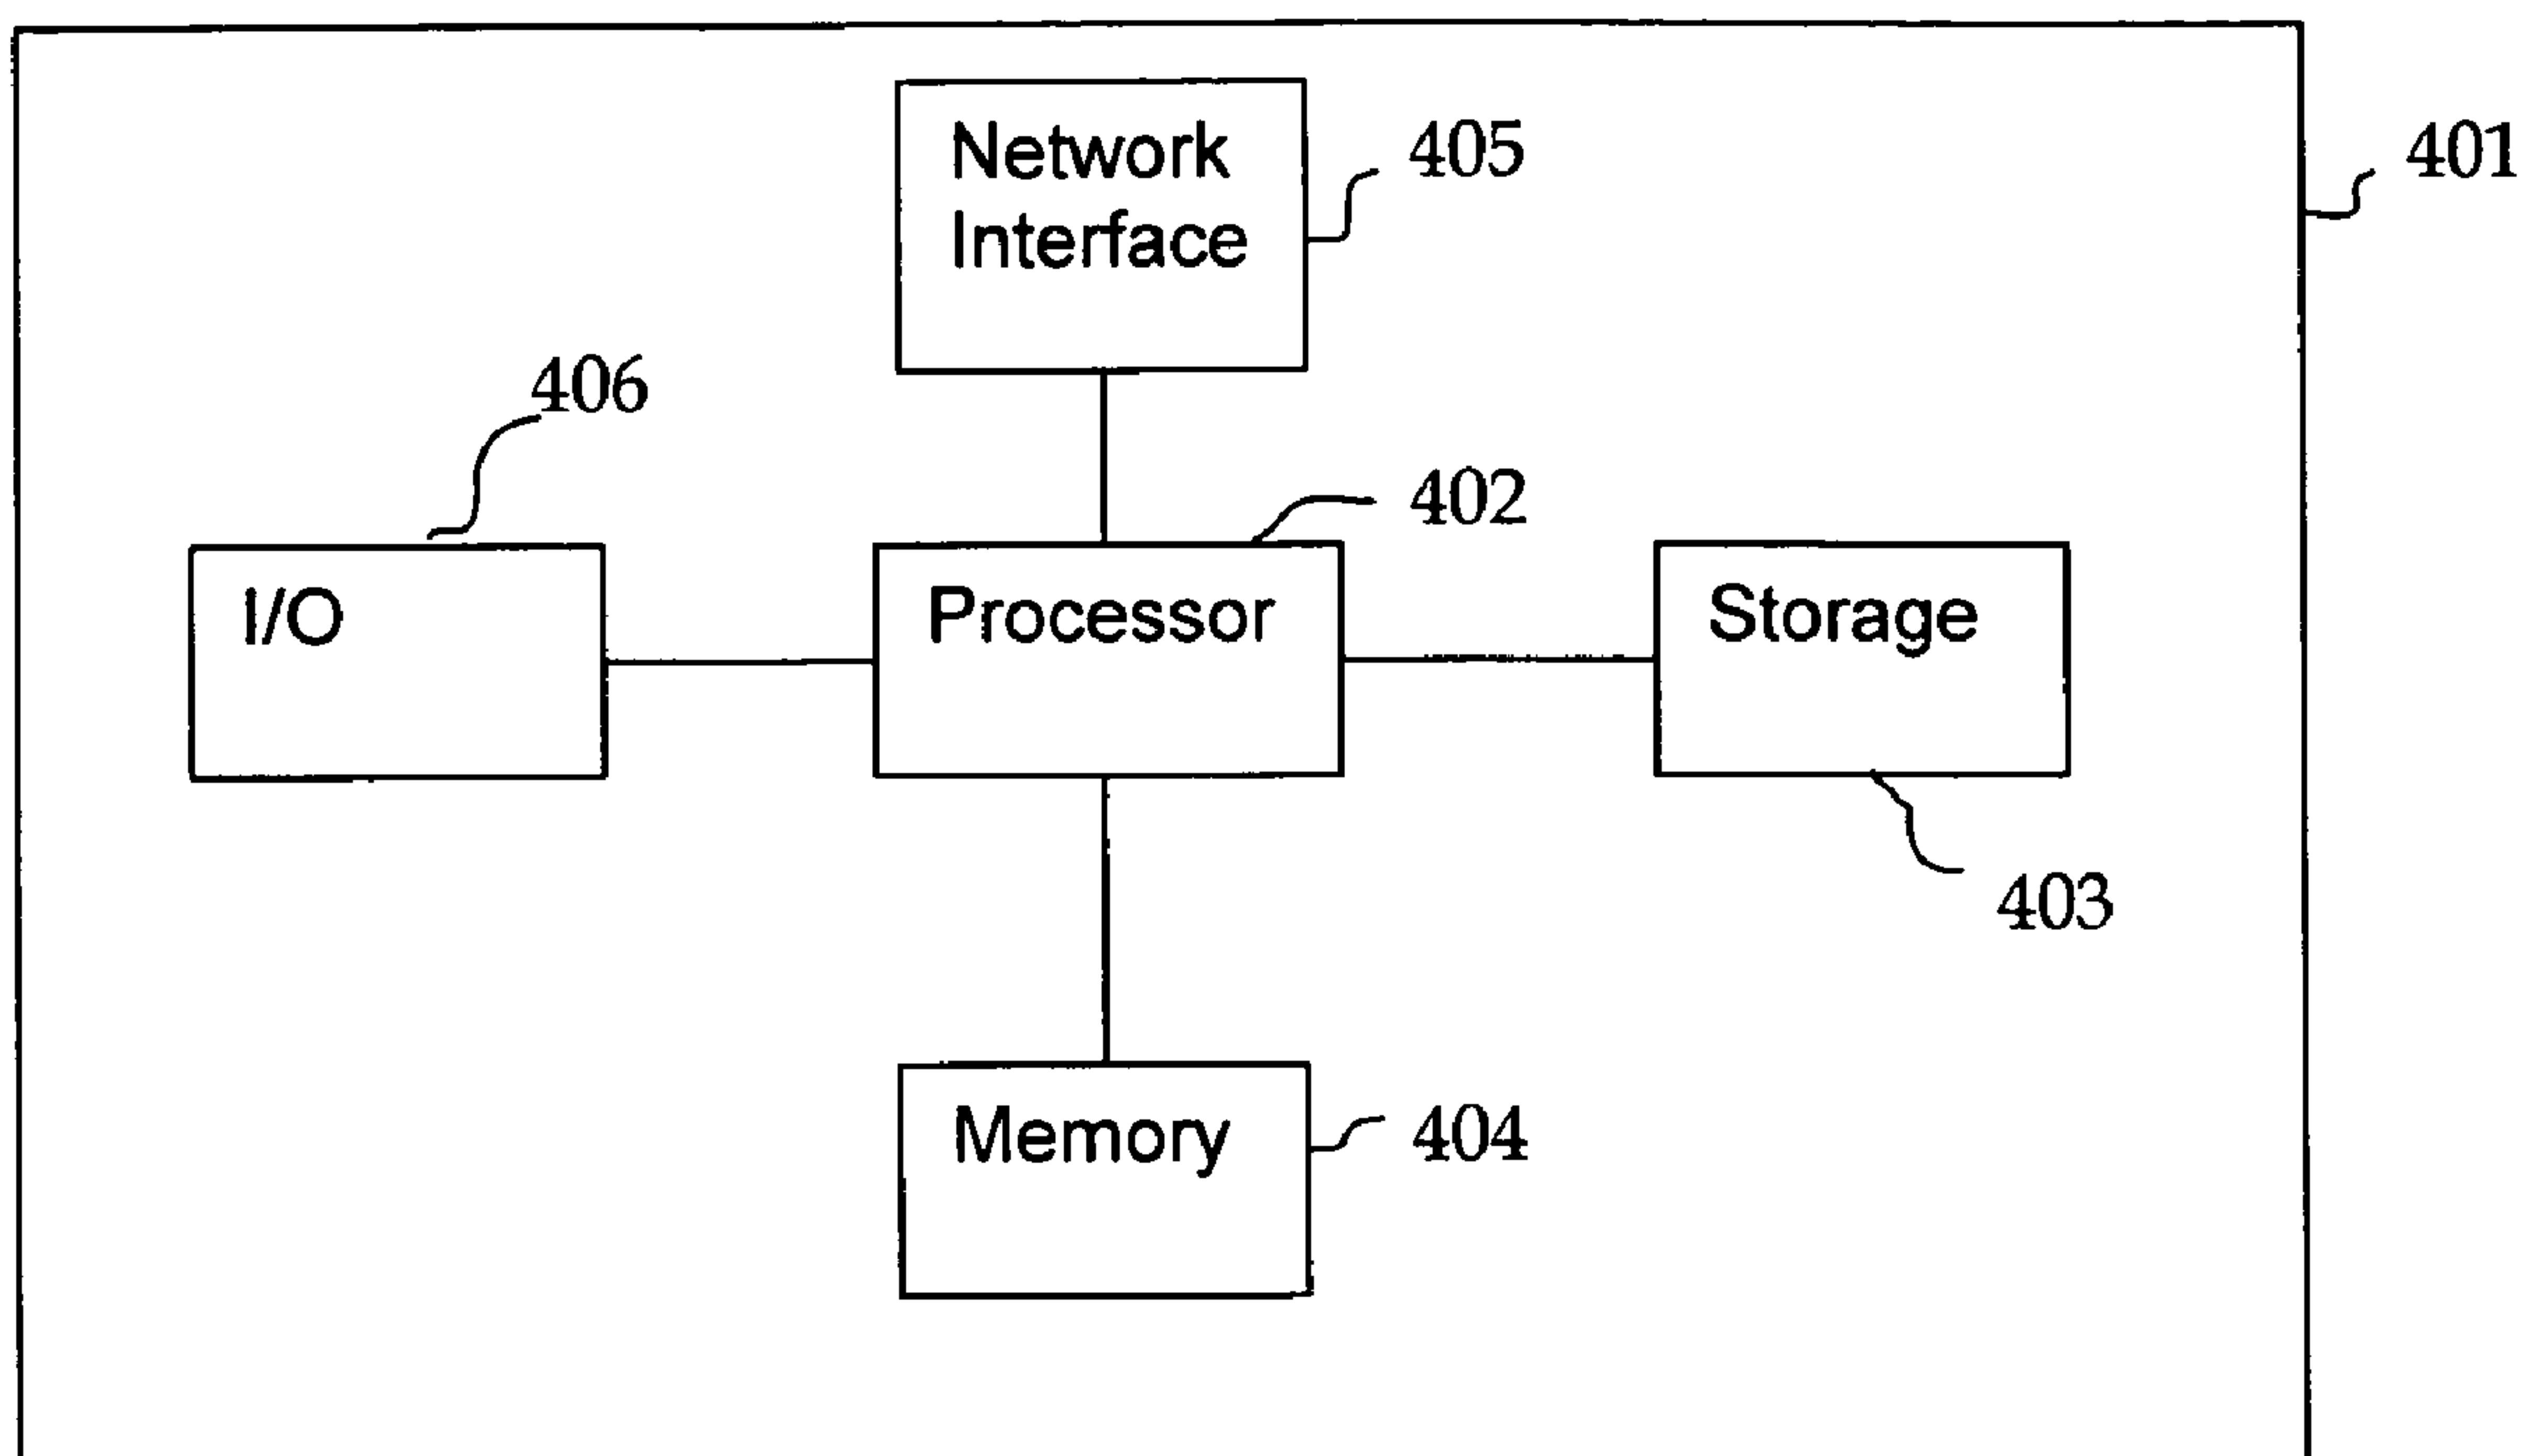 Network
Interface
405
401
406
402
I/O
Processor
Storage
403
Memory
404